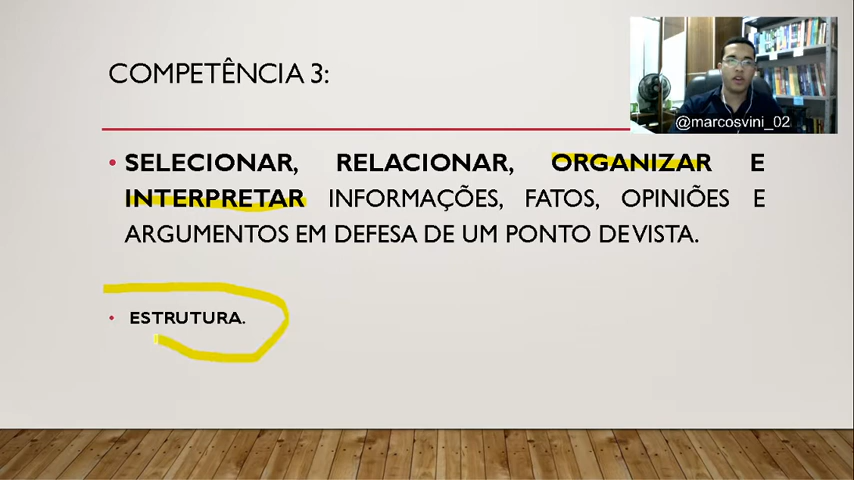 COMPETÊNCIA 3:
@marcosvini_02
• SELECIONAR, RELACIONAR, ORGANIZAR E
INTERPRETAR INFORMAÇÕES, FATOS, OPINIÕES E
ARGUMENTOS EM DEFESA DE UM PONTO DE VISTA.
• ESTRUTURA.